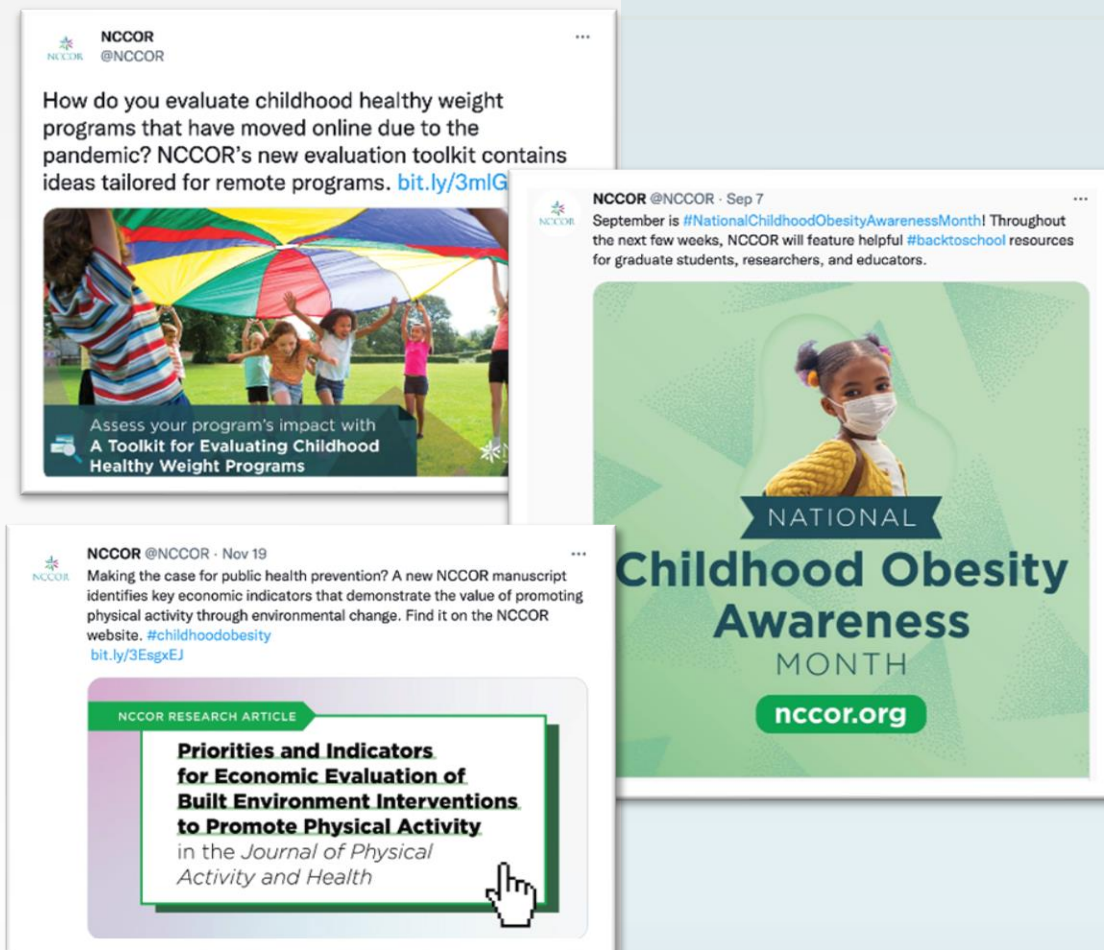 NCCOR
@NCCOR
NCCOR
How do you evaluate childhood healthy weight
programs that have moved online due to the
pandemic? NCCOR's new evaluation toolkit contains
ideas tailored for remote programs. bit.ly/3mlG
Assess your program's impact with
A Toolkit for Evaluating Childhood
Healthy Weight Programs
NCCOR @NCCOR · Sep 7
NCCOR
September is #NationalChildhoodObesityAwarenessMonth! Throughout
the next few weeks, NCCOR will feature helpful #backtoschool resources
for graduate students, researchers, and educators.
NATIONAL
Childhood Obesity
Awareness
MONTH
nccor.org
NCCOR @NCCOR · Nov 19
NCCOR
Making the case for public health prevention? A new NCCOR manuscript
identifies key economic indicators that demonstrate the value of promoting
physical activity through environmental change. Find it on the NCCOR
website. #childhoodobesity
bit.ly/3EsgxEJ
NCCOR RESEARCH ARTICLE
Priorities and Indicators
for Economic Evaluation of
Built Environment Interventions
to Promote Physical Activity
in the Journal of Physical
Activity and Health